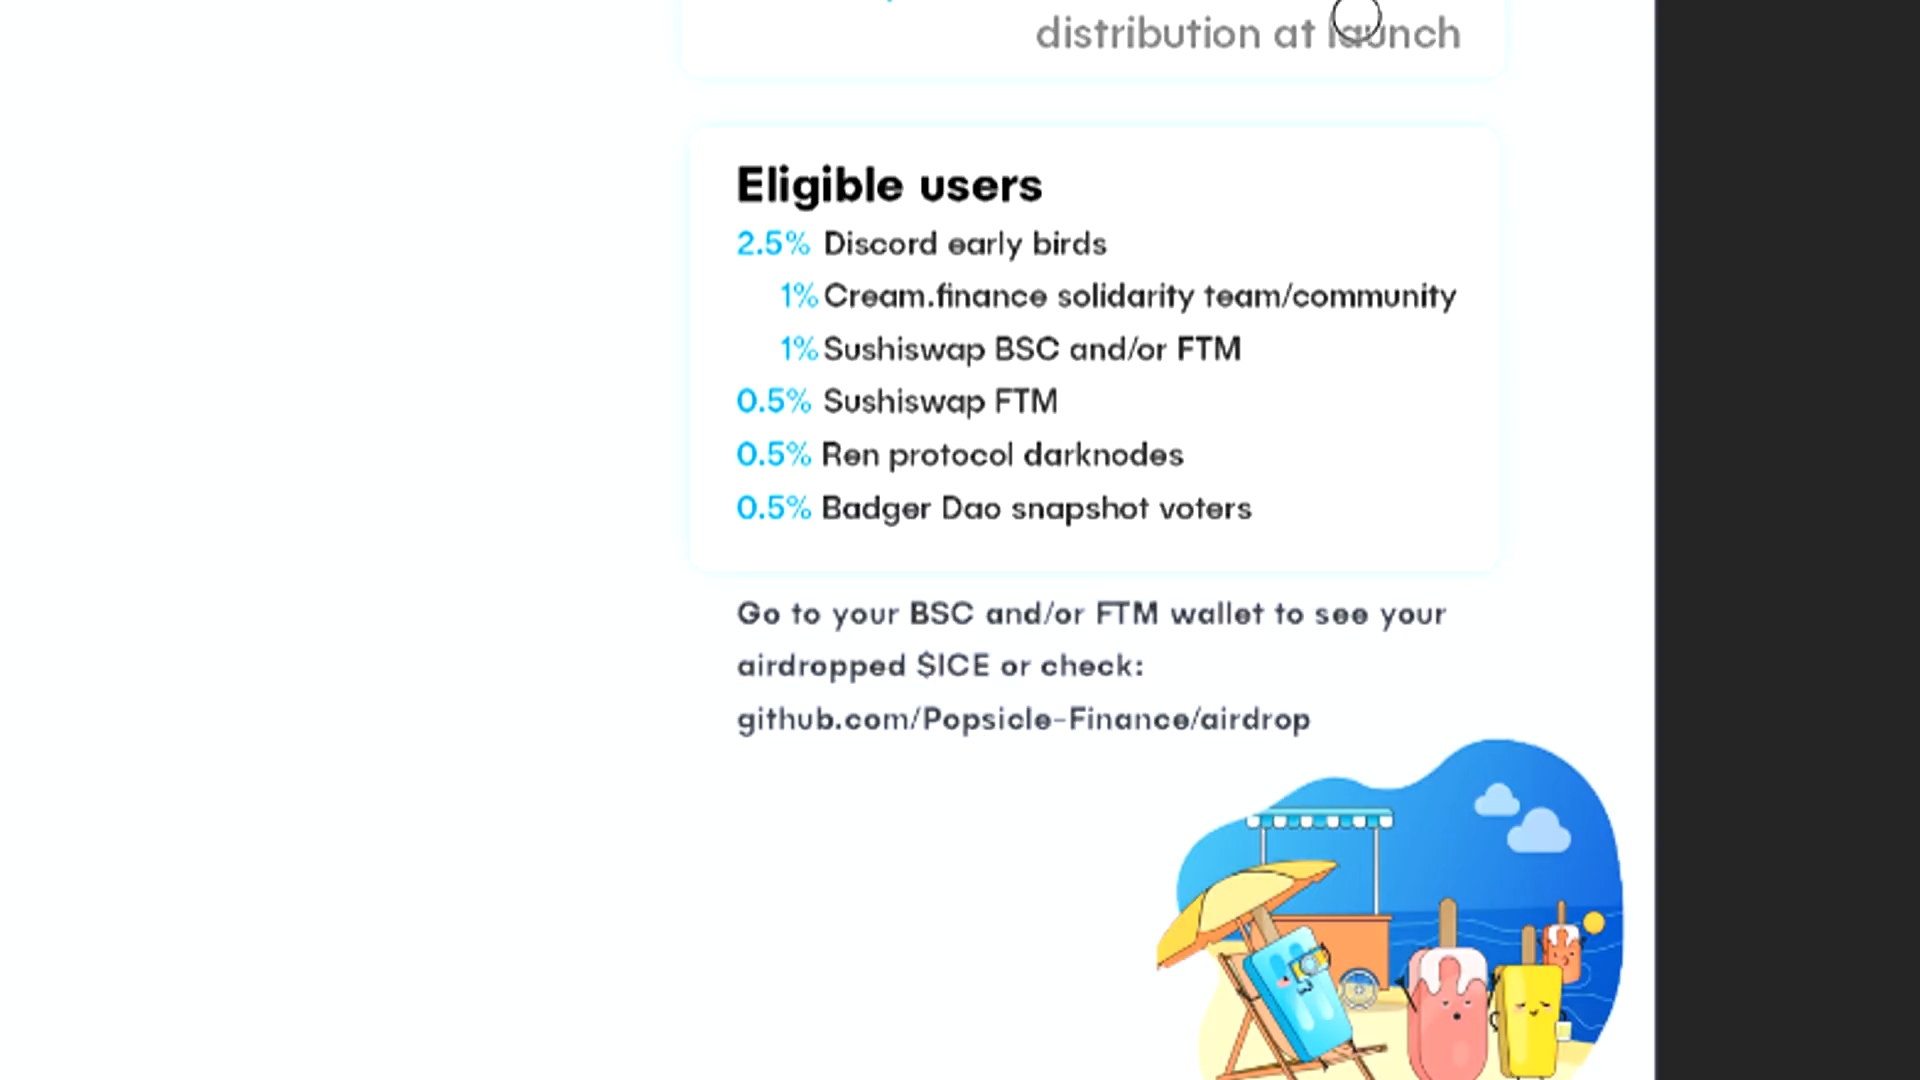 distribution at launch
Eligible users
2.5% Discord early birds
1% Cream.finance solidarity team/community
1% Sushiswap BSC and/or FTM
0.5% Sushiswap FTM
0.5% Ren protocol darknodes
0.5% Badger Dao snapshot voters
Go to your BSC and/or FTM wallet to see your
airdropped $ICE or check:
github.com/Popsicle-Finance/airdrop